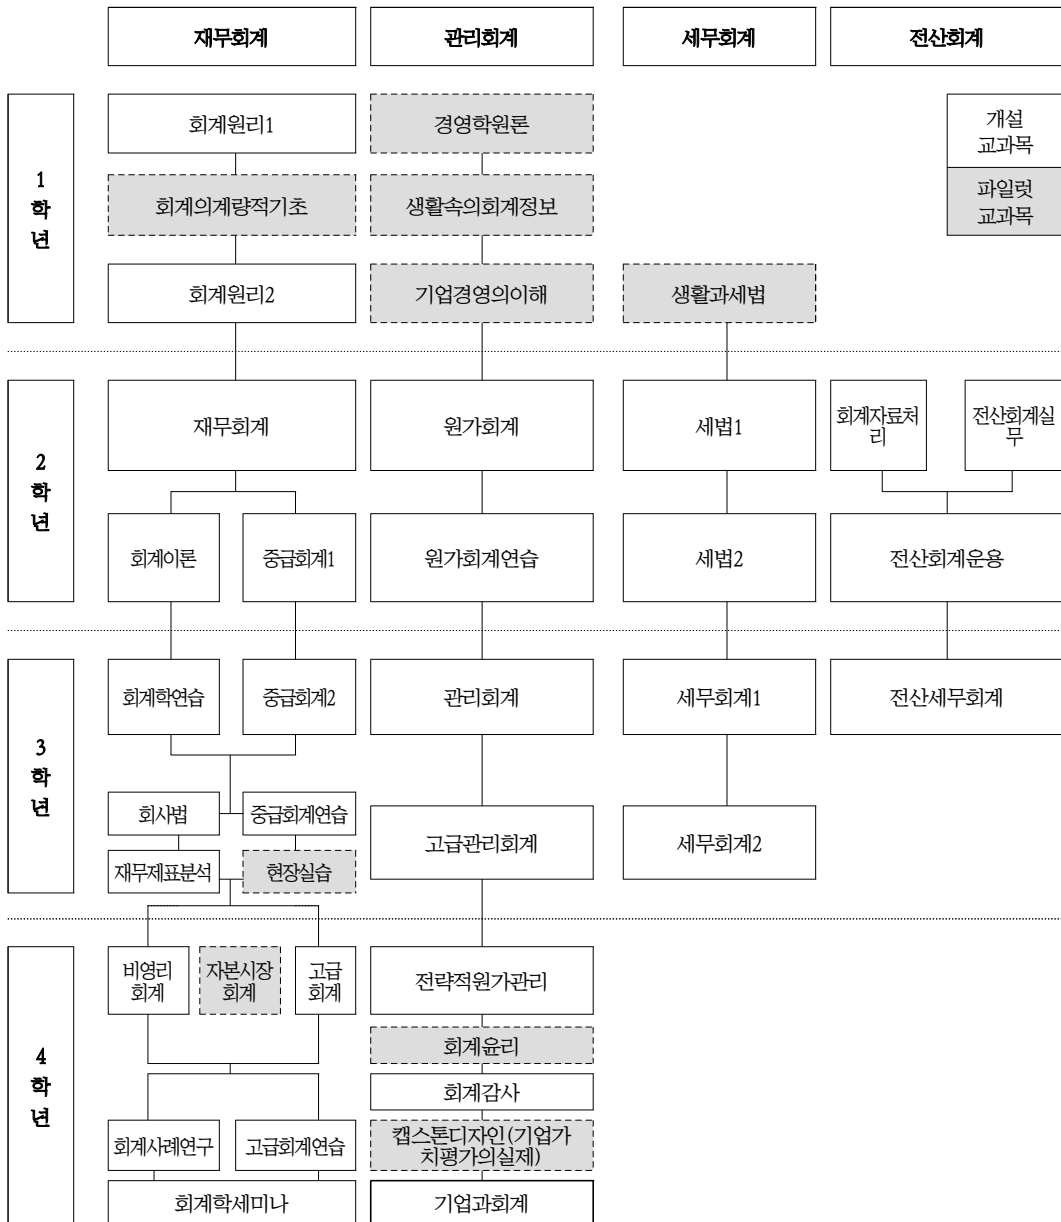 재무회계
관리회계
세무회계
전산회계
1
학
년
회계원리1
경영학원론
개설
교과목
회계의계량적기초
생활속의회계정보
파일럿
교과목
회계원리2
기업경영의이해
생활과세법
2
학
년
재무회계
원가회계
세법1
회계자료처
리
전산회계실
무
회계이론
중급회계1
원가회계연습
세법2
전산회계운용
3
학
년
회계학연습
중급회계2
관리회계
세무회계1
전산세무회계
회사법
중급회계연습
고급관리회계
세무회계2
재무제표분석
현장실습
4
학
년
비영리
회계
자본시장
회계
고급
회계
전략적원가관리
회계윤리
회계감사
회계사례연구
고급회계연습
캡스톤디자인(기업가
치평가의실제)
회계학세미나
기업과회계